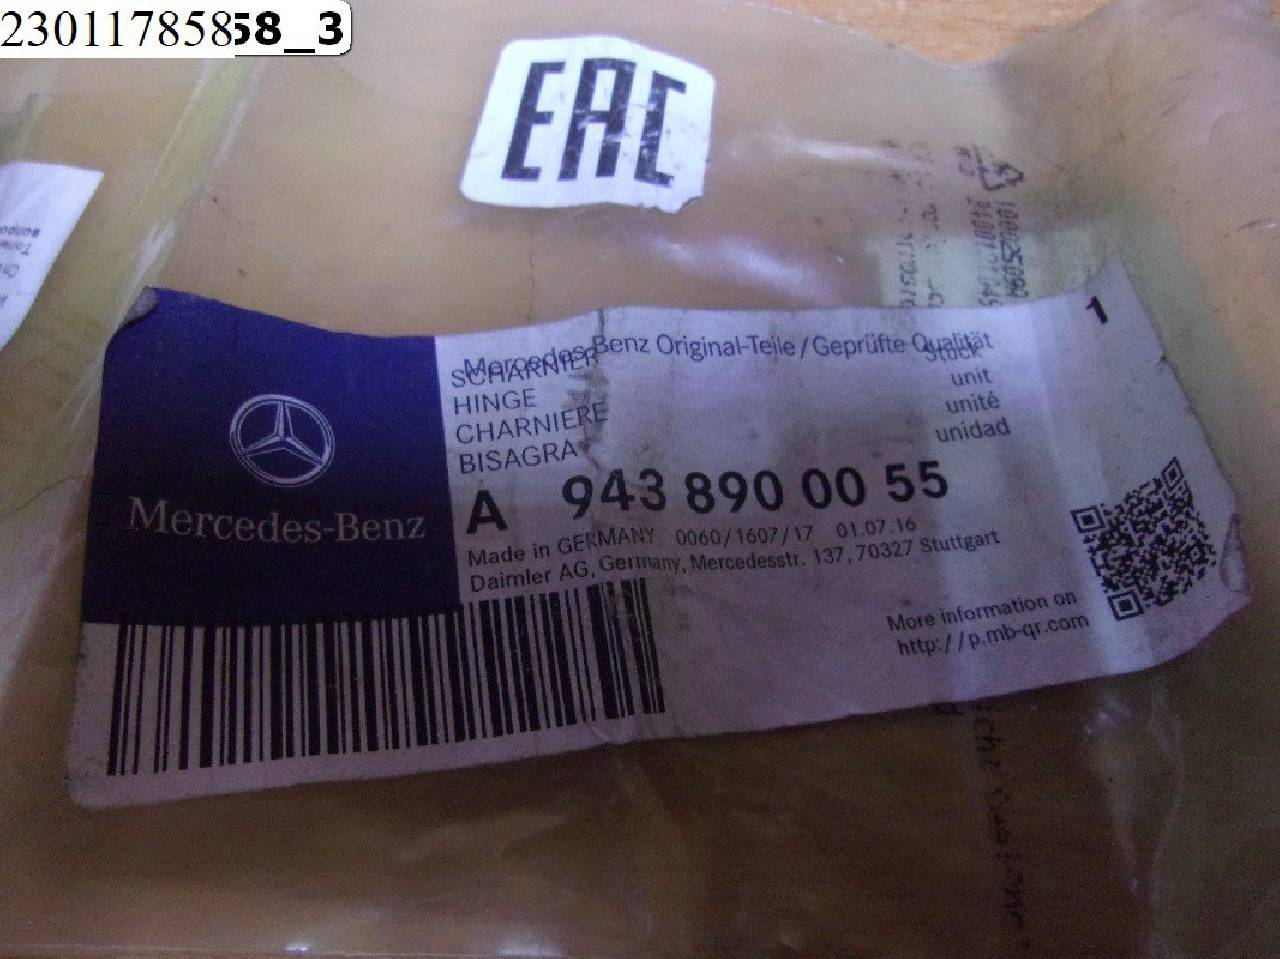 2301178585
58_3
EAC
1
Mercedes-Benz Original-Teile/Geprüfte Qualität
SCHARNIER
Stück
HINGE
unit
CHARNIERE
unité
BISAGRA
unidad
Mercedes-Benz
A 943 890 00 55
Made in GERMANY 0060/1607/17 01.07.16
Daimler AG, Germany, Mercedesstr. 137, 70327 Stuttgart
More information on
http://p.mb-qr.com